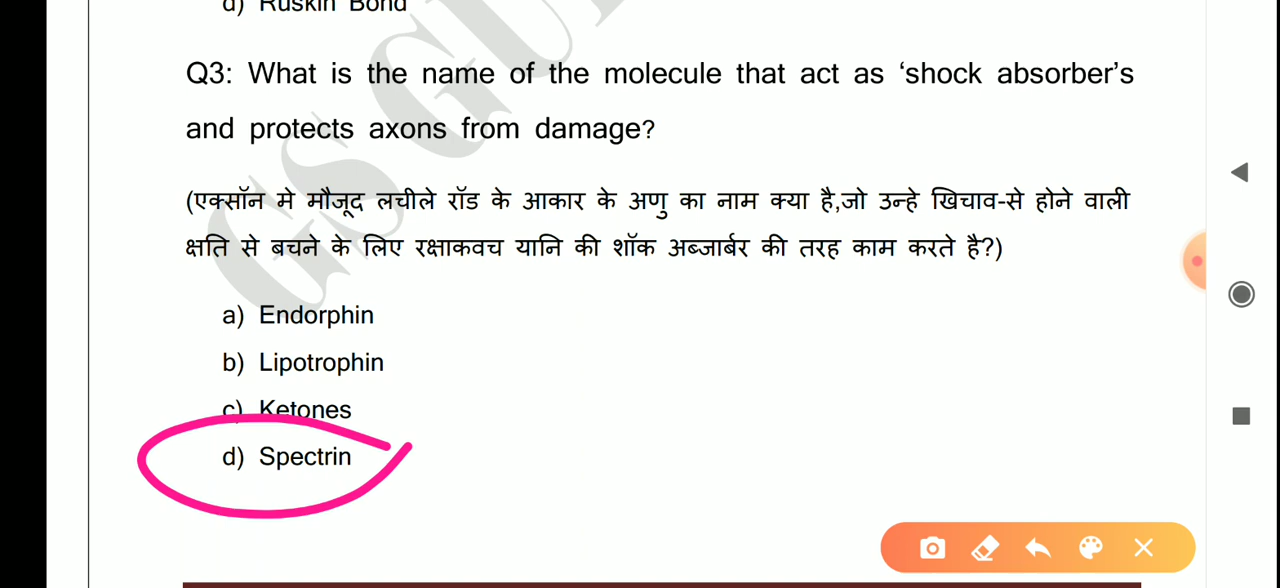 d) Ruskin Bond
Q3: What is the name of the molecule that act as ‘shock absorber’s
and protects axons from damage?
(एक्सॉन मे मौजूद लचीले रॉड के आकार के अणु का नाम क्या है,जो उन्हे खिचाव-से होने वाली
क्षति से बचने के लिए रक्षाकवच यानि की शॉक अब्जार्बर की तरह काम करते है?)
a) Endorphin
b) Lipotrophin
c) Ketones
d) Spectrin